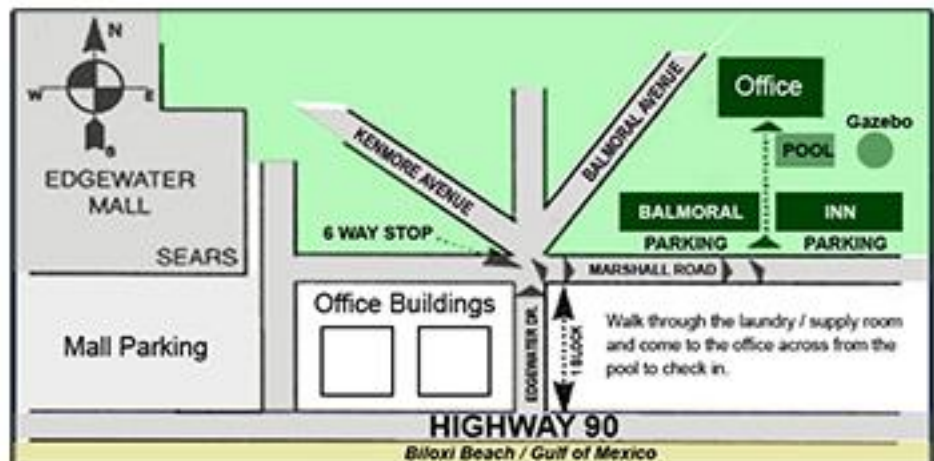 N
W E
S
EDGEWATER
MALL
SEARS
Mall Parking
KENMORE AVENUE
BALMORAL AVENUE
6 WAY STOP
Office
Gazebo
POOL
BALMORAL
INN
PARKING
PARKING
MARSHALL ROAD
Office Buildings
EDGEWATER DR.
1 BLOCK
Walk through the laundry / supply room
and come to the office across from the
pool to check in.
HIGHWAY 90
Biloxi Beach / Gulf of Mexico